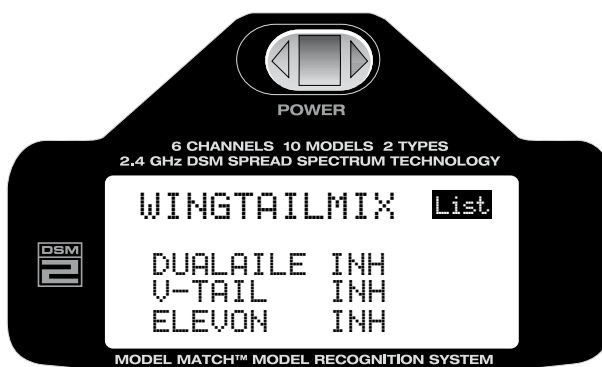 POWER
6 CHANNELS 10 MODELS 2 TYPES
2.4 GHz DSM SPREAD SPECTRUM TECHNOLOGY
WINGTAILMIX List
DSM
2
DUALAILE INH
V-TAIL INH
ELEVON INH
MODEL MATCH™ MODEL RECOGNITION SYSTEM